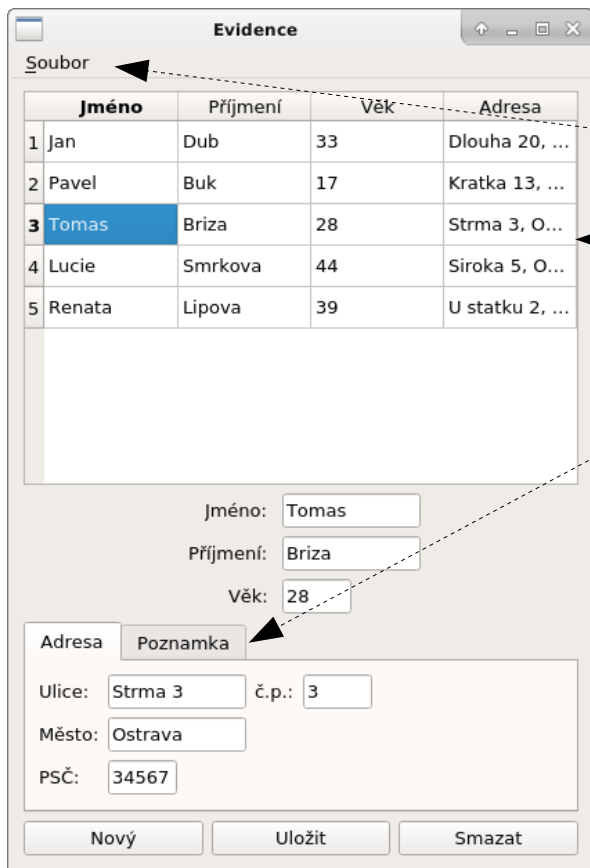 Evidence
Soubor
Jméno Příjmení Věk Adresa
1 Jan Dub 33 Dlouha 20, ...
2 Pavel Buk 17 Kratka 13, ...
3 Tomas Briza 28 Strma 3, O...
4 Lucie Smrkova 44 Siroka 5, O...
5 Renata Lipova 39 U statku 2, ...
Jméno: Tomas
Příjmení: Briza
Věk: 28
Adresa Poznamka
Ulice: Strma 3 č.p.: 3
Město: Ostrava
PSČ: 34567
Nový Uložit Smazat